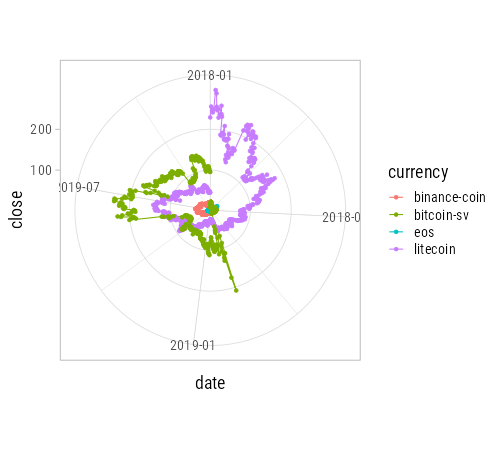 2018-01
200
100
2019-07
2018-0
2019-01
close
date
currency
binance-coin
bitcoin-sv
eos
litecoin